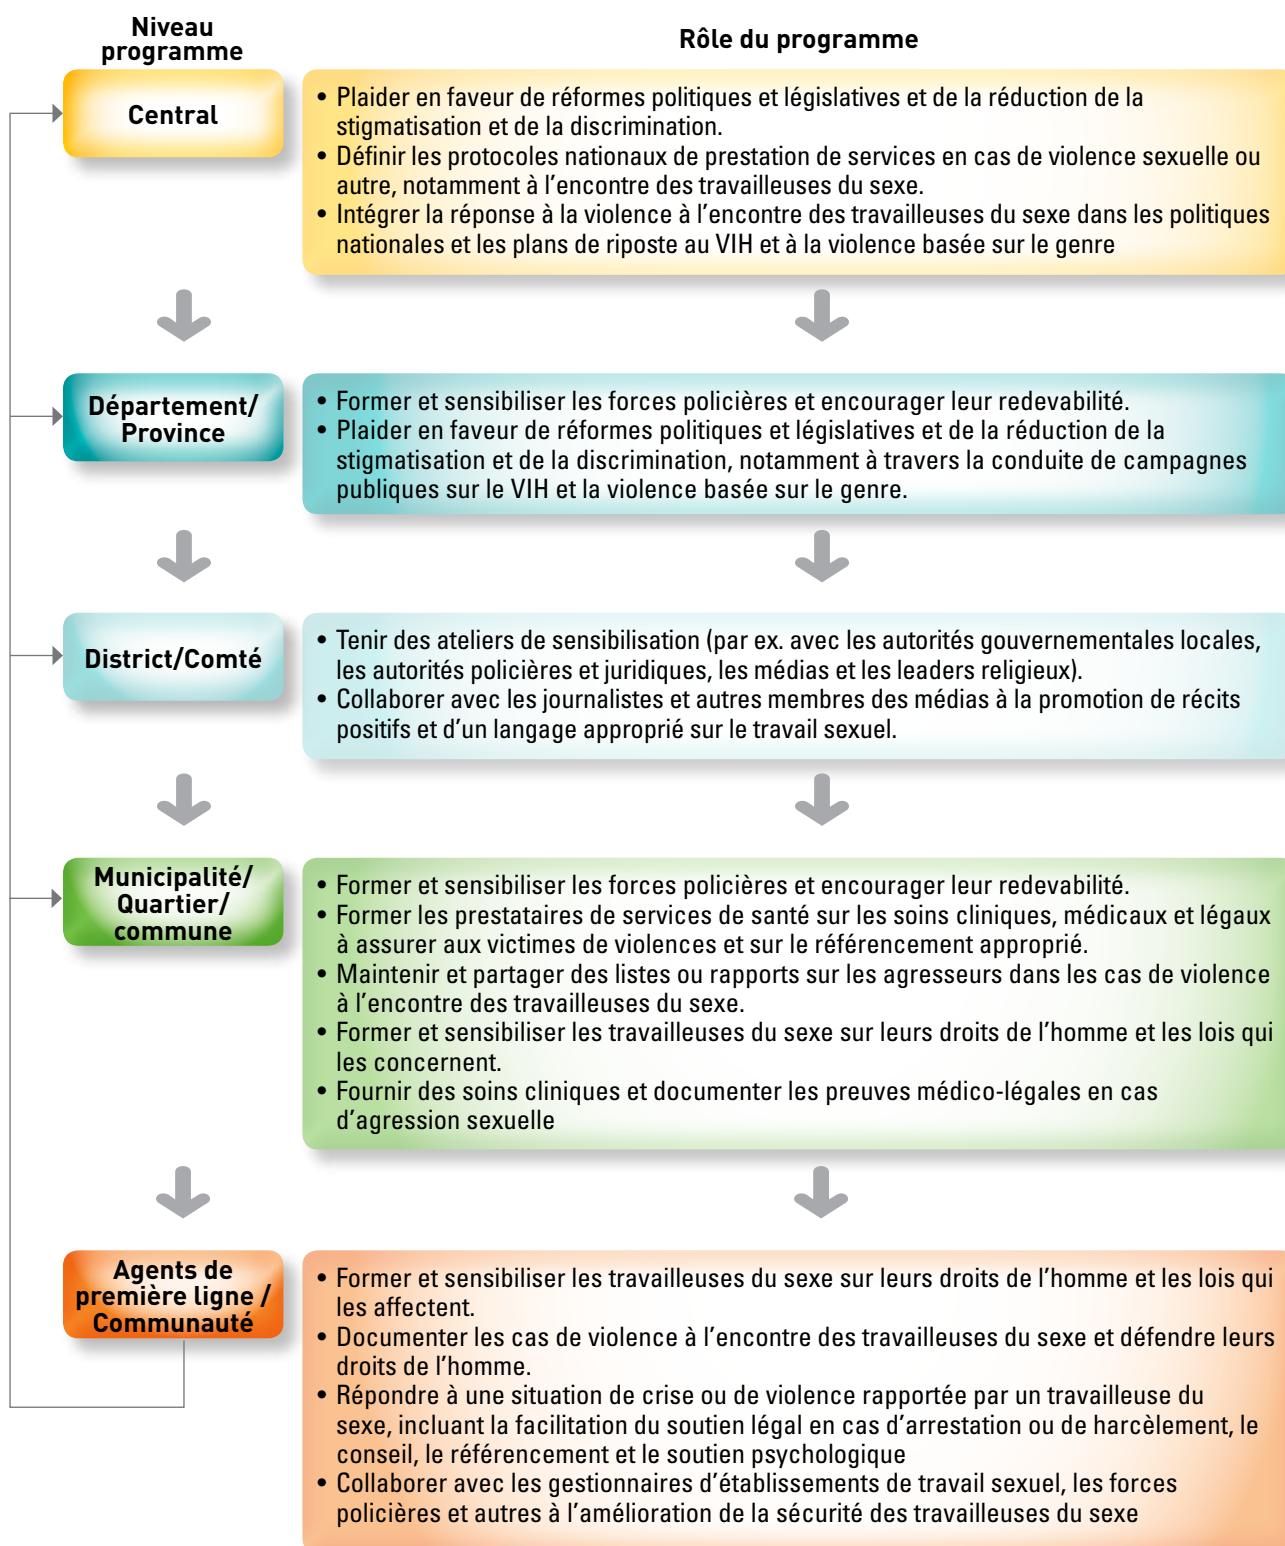 Niveau
programme
Rôle du programme
Central
• Plaider en faveur de réformes politiques et législatives et de la réduction de la
stigmatisation et de la discrimination.
• Définir les protocoles nationaux de prestation de services en cas de violence sexuelle ou
autre, notamment à l’encontre des travailleuses du sexe.
• Intégrer la réponse à la violence à l’encontre des travailleuses du sexe dans les politiques
nationales et les plans de riposte au VIH et à la violence basée sur le genre
Département/
Province
• Former et sensibiliser les forces policières et encourager leur redevabilité.
• Plaider en faveur de réformes politiques et législatives et de la réduction de la
stigmatisation et de la discrimination, notamment à travers la conduite de campagnes
publiques sur le VIH et la violence basée sur le genre.
District/Comté
• Tenir des ateliers de sensibilisation (par ex. avec les autorités gouvernementales locales,
les autorités policières et juridiques, les médias et les leaders religieux).
• Collaborer avec les journalistes et autres membres des médias à la promotion de récits
positifs et d’un langage approprié sur le travail sexuel.
Municipalité/
Quartier/
commune
• Former et sensibiliser les forces policières et encourager leur redevabilité.
• Former les prestataires de services de santé sur les soins cliniques, médicaux et légaux
à assurer aux victimes de violences et sur le référencement approprié.
• Maintenir et partager des listes ou rapports sur les agresseurs dans les cas de violence
à l’encontre des travailleuses du sexe.
• Former et sensibiliser les travailleuses du sexe sur leurs droits de l’homme et les lois qui
les concernent.
• Fournir des soins cliniques et documenter les preuves médico-légales en cas
d’agression sexuelle
Agents de
première ligne /
Communauté
• Former et sensibiliser les travailleuses du sexe sur leurs droits de l’homme et les lois qui
les affectent.
• Documenter les cas de violence à l’encontre des travailleuses du sexe et défendre leurs
droits de l’homme.
• Répondre à une situation de crise ou de violence rapportée par un travailleuse du
sexe, incluant la facilitation du soutien légal en cas d’arrestation ou de harcèlement, le
conseil, le référencement et le soutien psychologique
• Collaborer avec les gestionnaires d’établissements de travail sexuel, les forces
policières et autres à l’amélioration de la sécurité des travailleuses du sexe